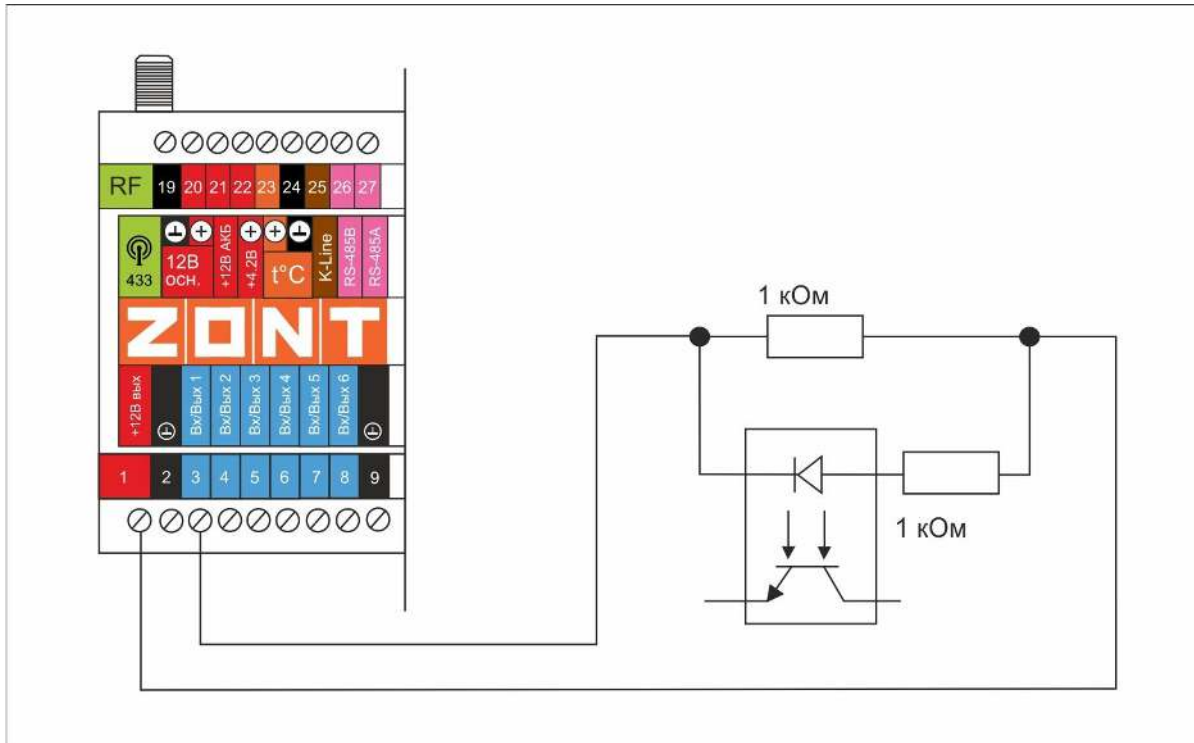 RF 19 20 21 22 23 24 25 26 27
433
12В
осн.
+12В АКБ
+4.2В
t°C
K-Line
RS-485B
RS-485A
ZONT
+12В вых
Вх/Вых 1
Вх/Вых 2
Вх/Вых 3
Вх/Вых 4
Вх/Вых 5
Вх/Вых 6
1 2 3 4 5 6 7 8 9
1 кОм
1 кОм